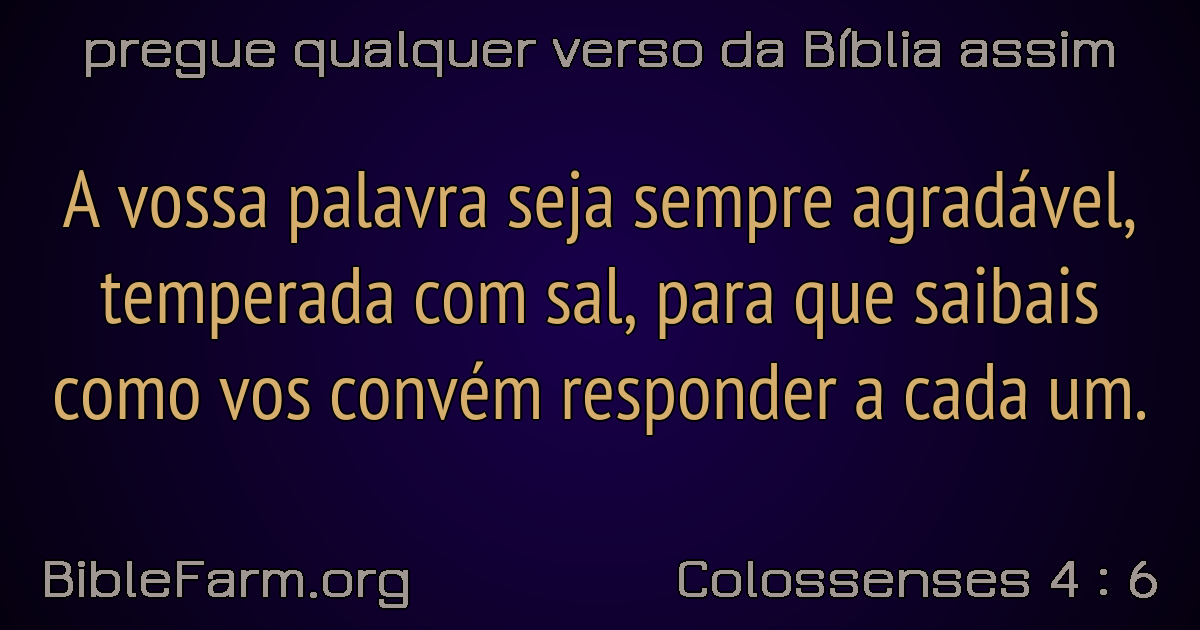 pregue qualquer verso da Bíblia assim
A vossa palavra seja sempre agradável,
temperada com sal, para que saibais
como vos convém responder a cada um.
BibleFarm.org
Colossenses 4 : 6